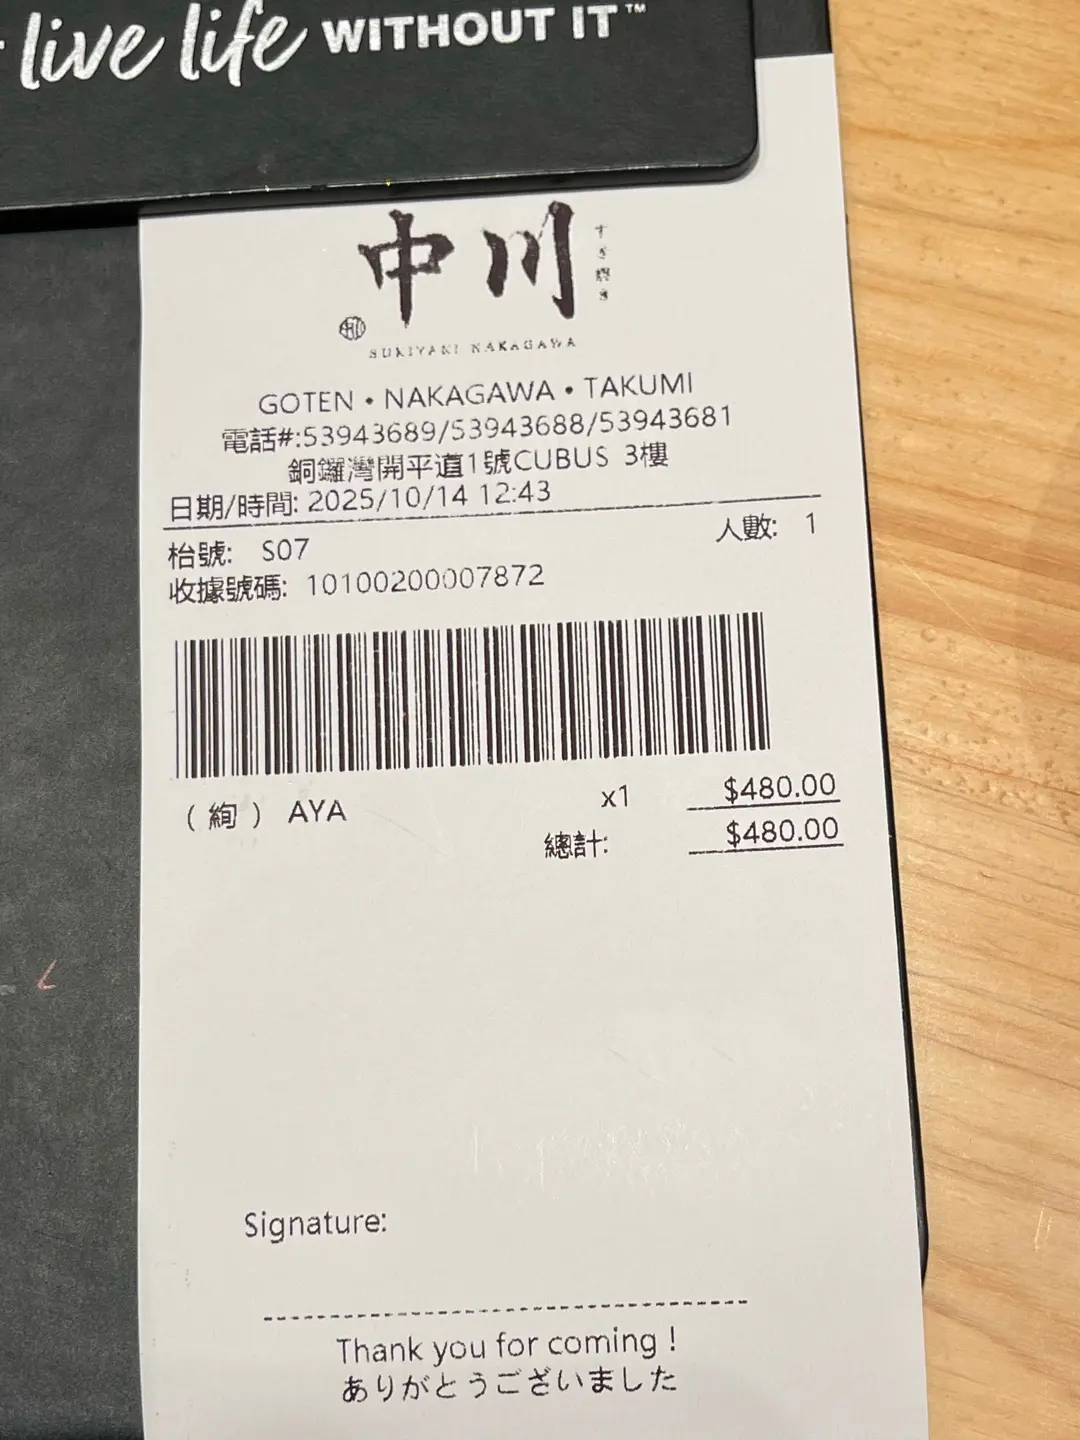 live life WITHOUT IT™
中川
すき焼き
SUKIYAKI NAKAGAWA
GOTEN • NAKAGAWA • TAKUMI
電話#:53943689/53943688/53943681
銅鑼灣開平道1號CUBUS 3樓
日期/時間: 2025/10/14 12:43
枱號: S07 人數: 1
收據號碼: 10100200007872
(絢) AYA x1 $480.00
總計: $480.00
Signature:
Thank you for coming !
ありがとうございました